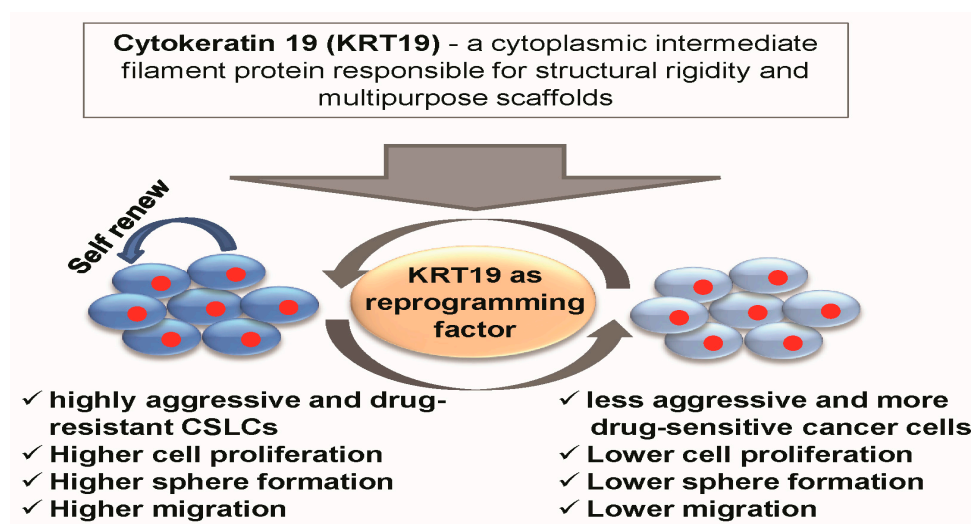 Cytokeratin 19 (KRT19) - a cytoplasmic intermediate
filament protein responsible for structural rigidity and
multipurpose scaffolds
Self renew
KRT19 as
reprogramming
factor
✓ highly aggressive and drug-
resistant CSLCs
✓ Higher cell proliferation
✓ Higher sphere formation
✓ Higher migration
✓ less aggressive and more
drug-sensitive cancer cells
✓ Lower cell proliferation
✓ Lower sphere formation
✓ Lower migration